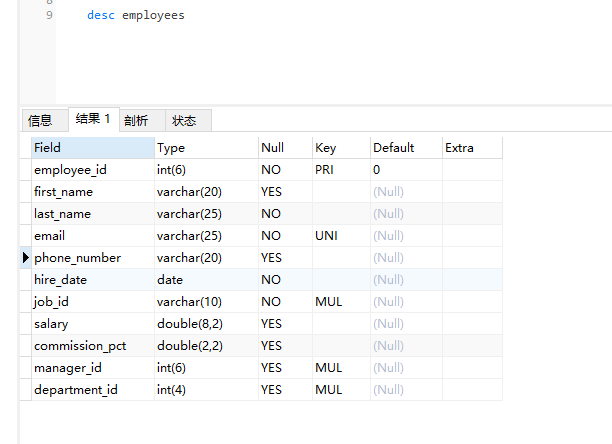 8
9 desc employees
信息 结果 1 剖析 状态
Field Type Null Key Default Extra
employee_id int(6) NO PRI 0
first_name varchar(20) YES (Null)
last_name varchar(25) NO (Null)
email varchar(25) NO UNI (Null)
phone_number varchar(20) YES (Null)
hire_date date NO (Null)
job_id varchar(10) NO MUL (Null)
salary double(8,2) YES (Null)
commission_pct double(2,2) YES (Null)
manager_id int(6) YES MUL (Null)
department_id int(4) YES MUL (Null)